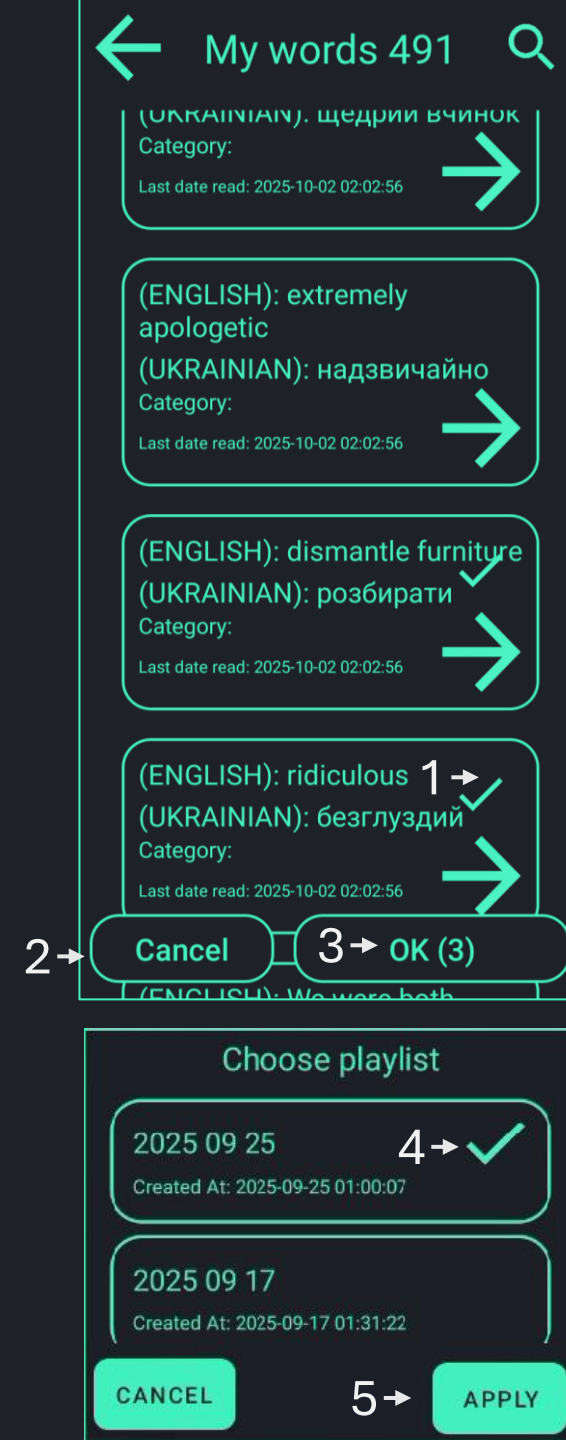 My words 491
(UKRAINIAN): щедрий вчинок
Category:
Last date read: 2025-10-02 02:02:56
(ENGLISH): extremely
apologetic
(UKRAINIAN): надзвичайно
Category:
Last date read: 2025-10-02 02:02:56
(ENGLISH): dismantle furniture
(UKRAINIAN): розбирати
Category:
Last date read: 2025-10-02 02:02:56
(ENGLISH): ridiculous 1
(UKRAINIAN): безглуздий
Category:
Last date read: 2025-10-02 02:02:56
2 Cancel 3 OK (3)
(ENGLISH): We were both
Choose playlist
2025 09 25 4
Created At: 2025-09-25 01:00:07
2025 09 17
Created At: 2025-09-17 01:31:22
CANCEL 5 APPLY